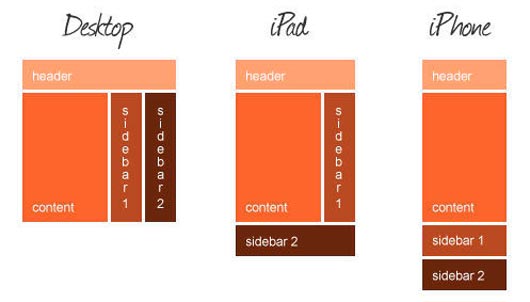 Desktop
header
content
sidebar 1
sidebar 2
iPad
header
content
sidebar 1
sidebar 2
iPhone
header
content
sidebar 1
sidebar 2